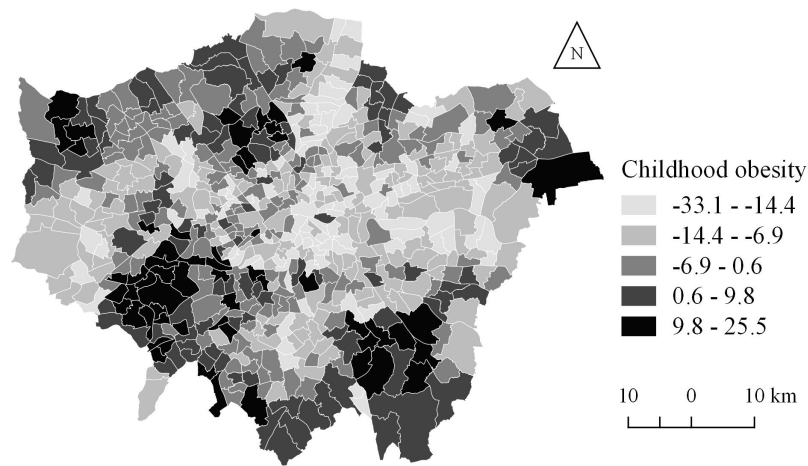 N
Childhood obesity
-33.1 - -14.4
-14.4 - -6.9
-6.9 - 0.6
0.6 - 9.8
9.8 - 25.5
10 0 10 km